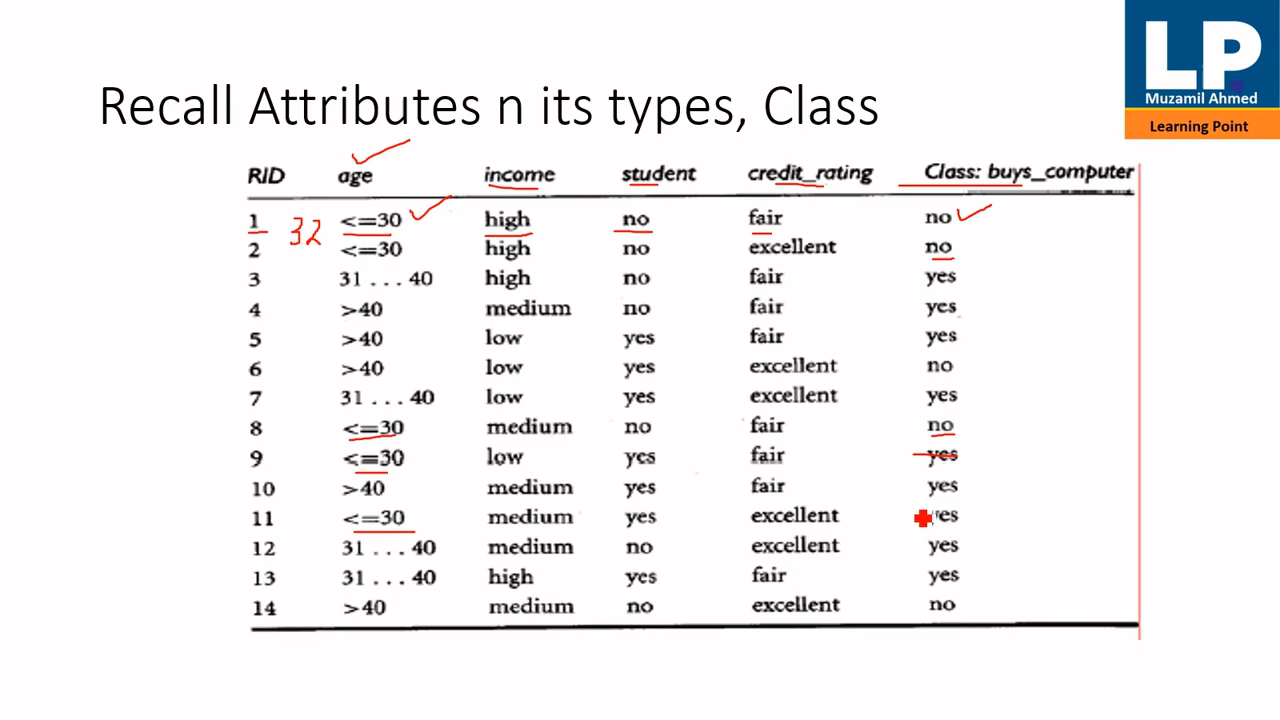 LP.
Muzamil Ahmed
Learning Point
Recall Attributes n its types, Class
RID age income student credit_rating Class: buys_computer
1 32 <=30 high no fair no
2 <=30 high no excellent no
3 31 . . . 40 high no fair yes
4 >40 medium no fair yes
5 >40 low yes fair yes
6 >40 low yes excellent no
7 31 . . . 40 low yes excellent yes
8 <=30 medium no fair no
9 <=30 low yes fair yes
10 >40 medium yes fair yes
11 <=30 medium yes excellent yes
12 31 . . . 40 medium no excellent yes
13 31 . . . 40 high yes fair yes
14 >40 medium no excellent no